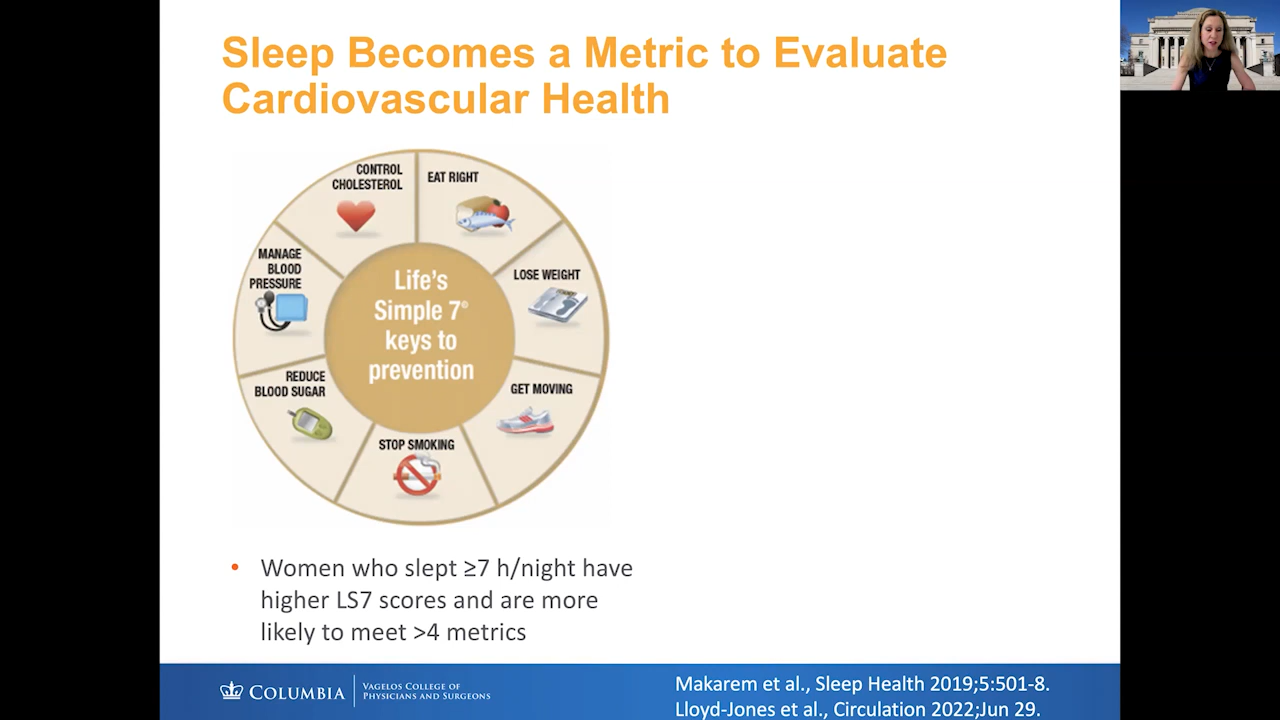 Sleep Becomes a Metric to Evaluate
Cardiovascular Health
CONTROL
CHOLESTEROL
EAT RIGHT
MANAGE
BLOOD
PRESSURE
LOSE WEIGHT
Life's
Simple 7®
keys to
prevention
REDUCE
BLOOD SUGAR
GET MOVING
STOP SMOKING
• Women who slept ≥7 h/night have
higher LS7 scores and are more
likely to meet >4 metrics
COLUMBIA
VAGELOS COLLEGE OF
PHYSICIANS AND SURGEONS
Makarem et al., Sleep Health 2019;5:501-8.
Lloyd-Jones et al., Circulation 2022;Jun 29.